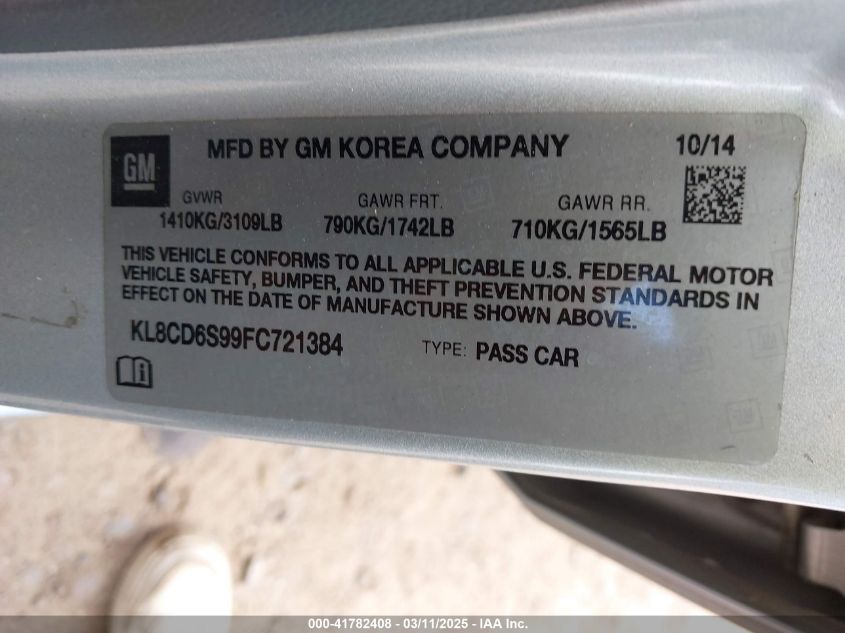 GM
MFD BY GM KOREA COMPANY 10/14
GVWR GAWR FRT. GAWR RR.
1410KG/3109LB 790KG/1742LB 710KG/1565LB
THIS VEHICLE CONFORMS TO ALL APPLICABLE U.S. FEDERAL MOTOR
VEHICLE SAFETY, BUMPER, AND THEFT PREVENTION STANDARDS IN
EFFECT ON THE DATE OF MANUFACTURE SHOWN ABOVE.
KL8CD6S99FC721384 TYPE: PASS CAR
000-41782408 - 03/11/2025 - IAA Inc.